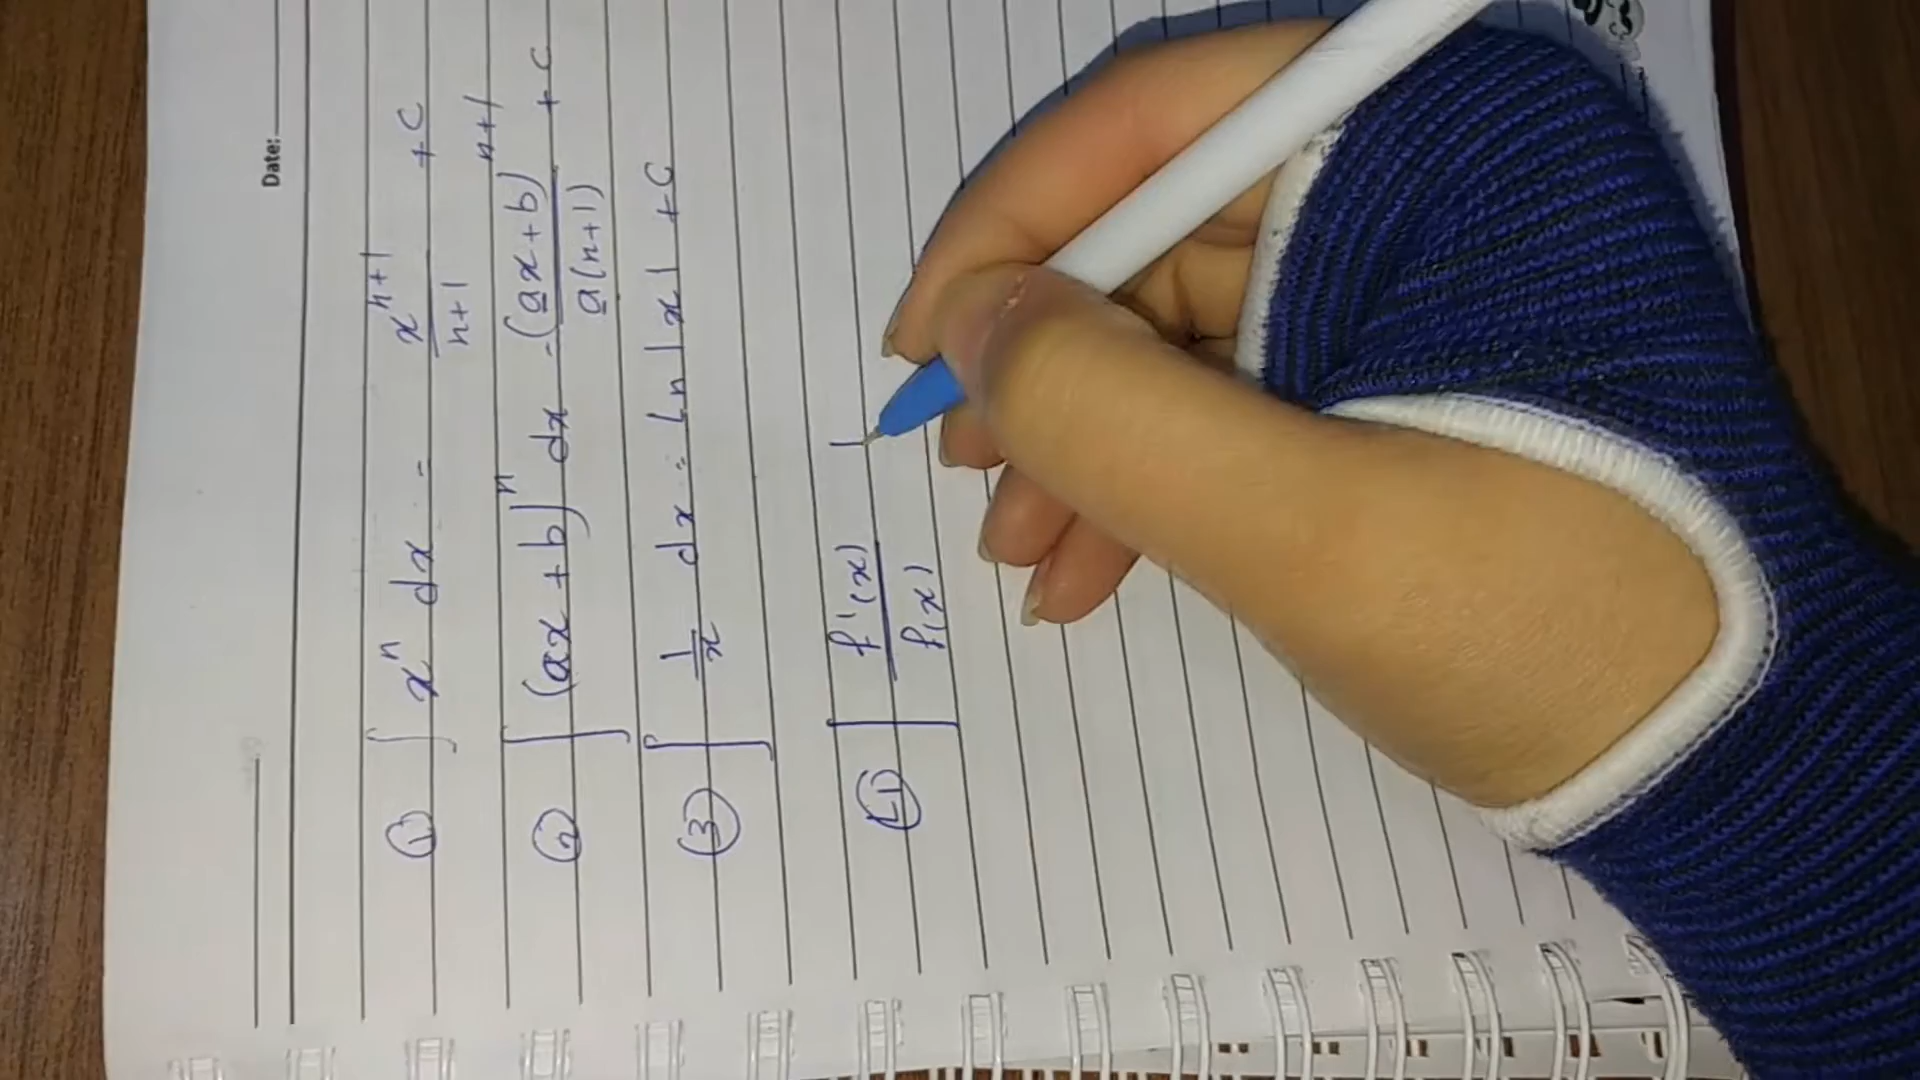 Date:
① ∫ xⁿ dx = xⁿ⁺¹/n+1 + c
② ∫ (ax+b)ⁿ dx = (ax+b)ⁿ⁺¹/a(n+1) + c
③ ∫ 1/x dx = Ln |x| + c
④ ∫ f'(x)/f(x)